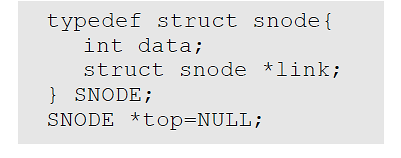 typedef struct snode{
int data;
struct snode *link;
} SNODE;
SNODE *top=NULL;